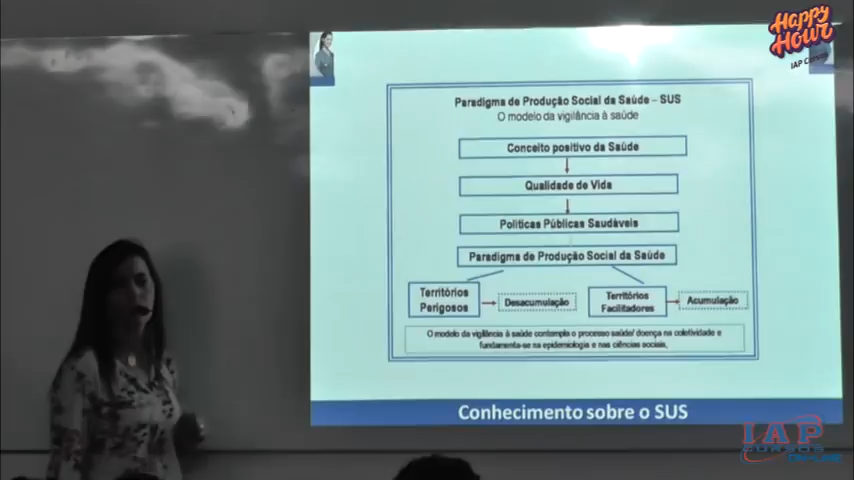 HAPPY
HOUR
IAP Cursos
Paradigma de Produção Social da Saúde – SUS
O modelo da vigilância à saúde
Conceito positivo da Saúde
Qualidade de Vida
Políticas Públicas Saudáveis
Paradigma de Produção Social da Saúde
Territórios
Perigosos
Desacumulação
Territórios
Facilitadores
Acumulação
O modelo da vigilância à saúde contempla o processo saúde/ doença na coletividade e
fundamenta-se na epidemiologia e nas ciências sociais.
Conhecimento sobre o SUS
IAP
CURSOS
ON-LINE